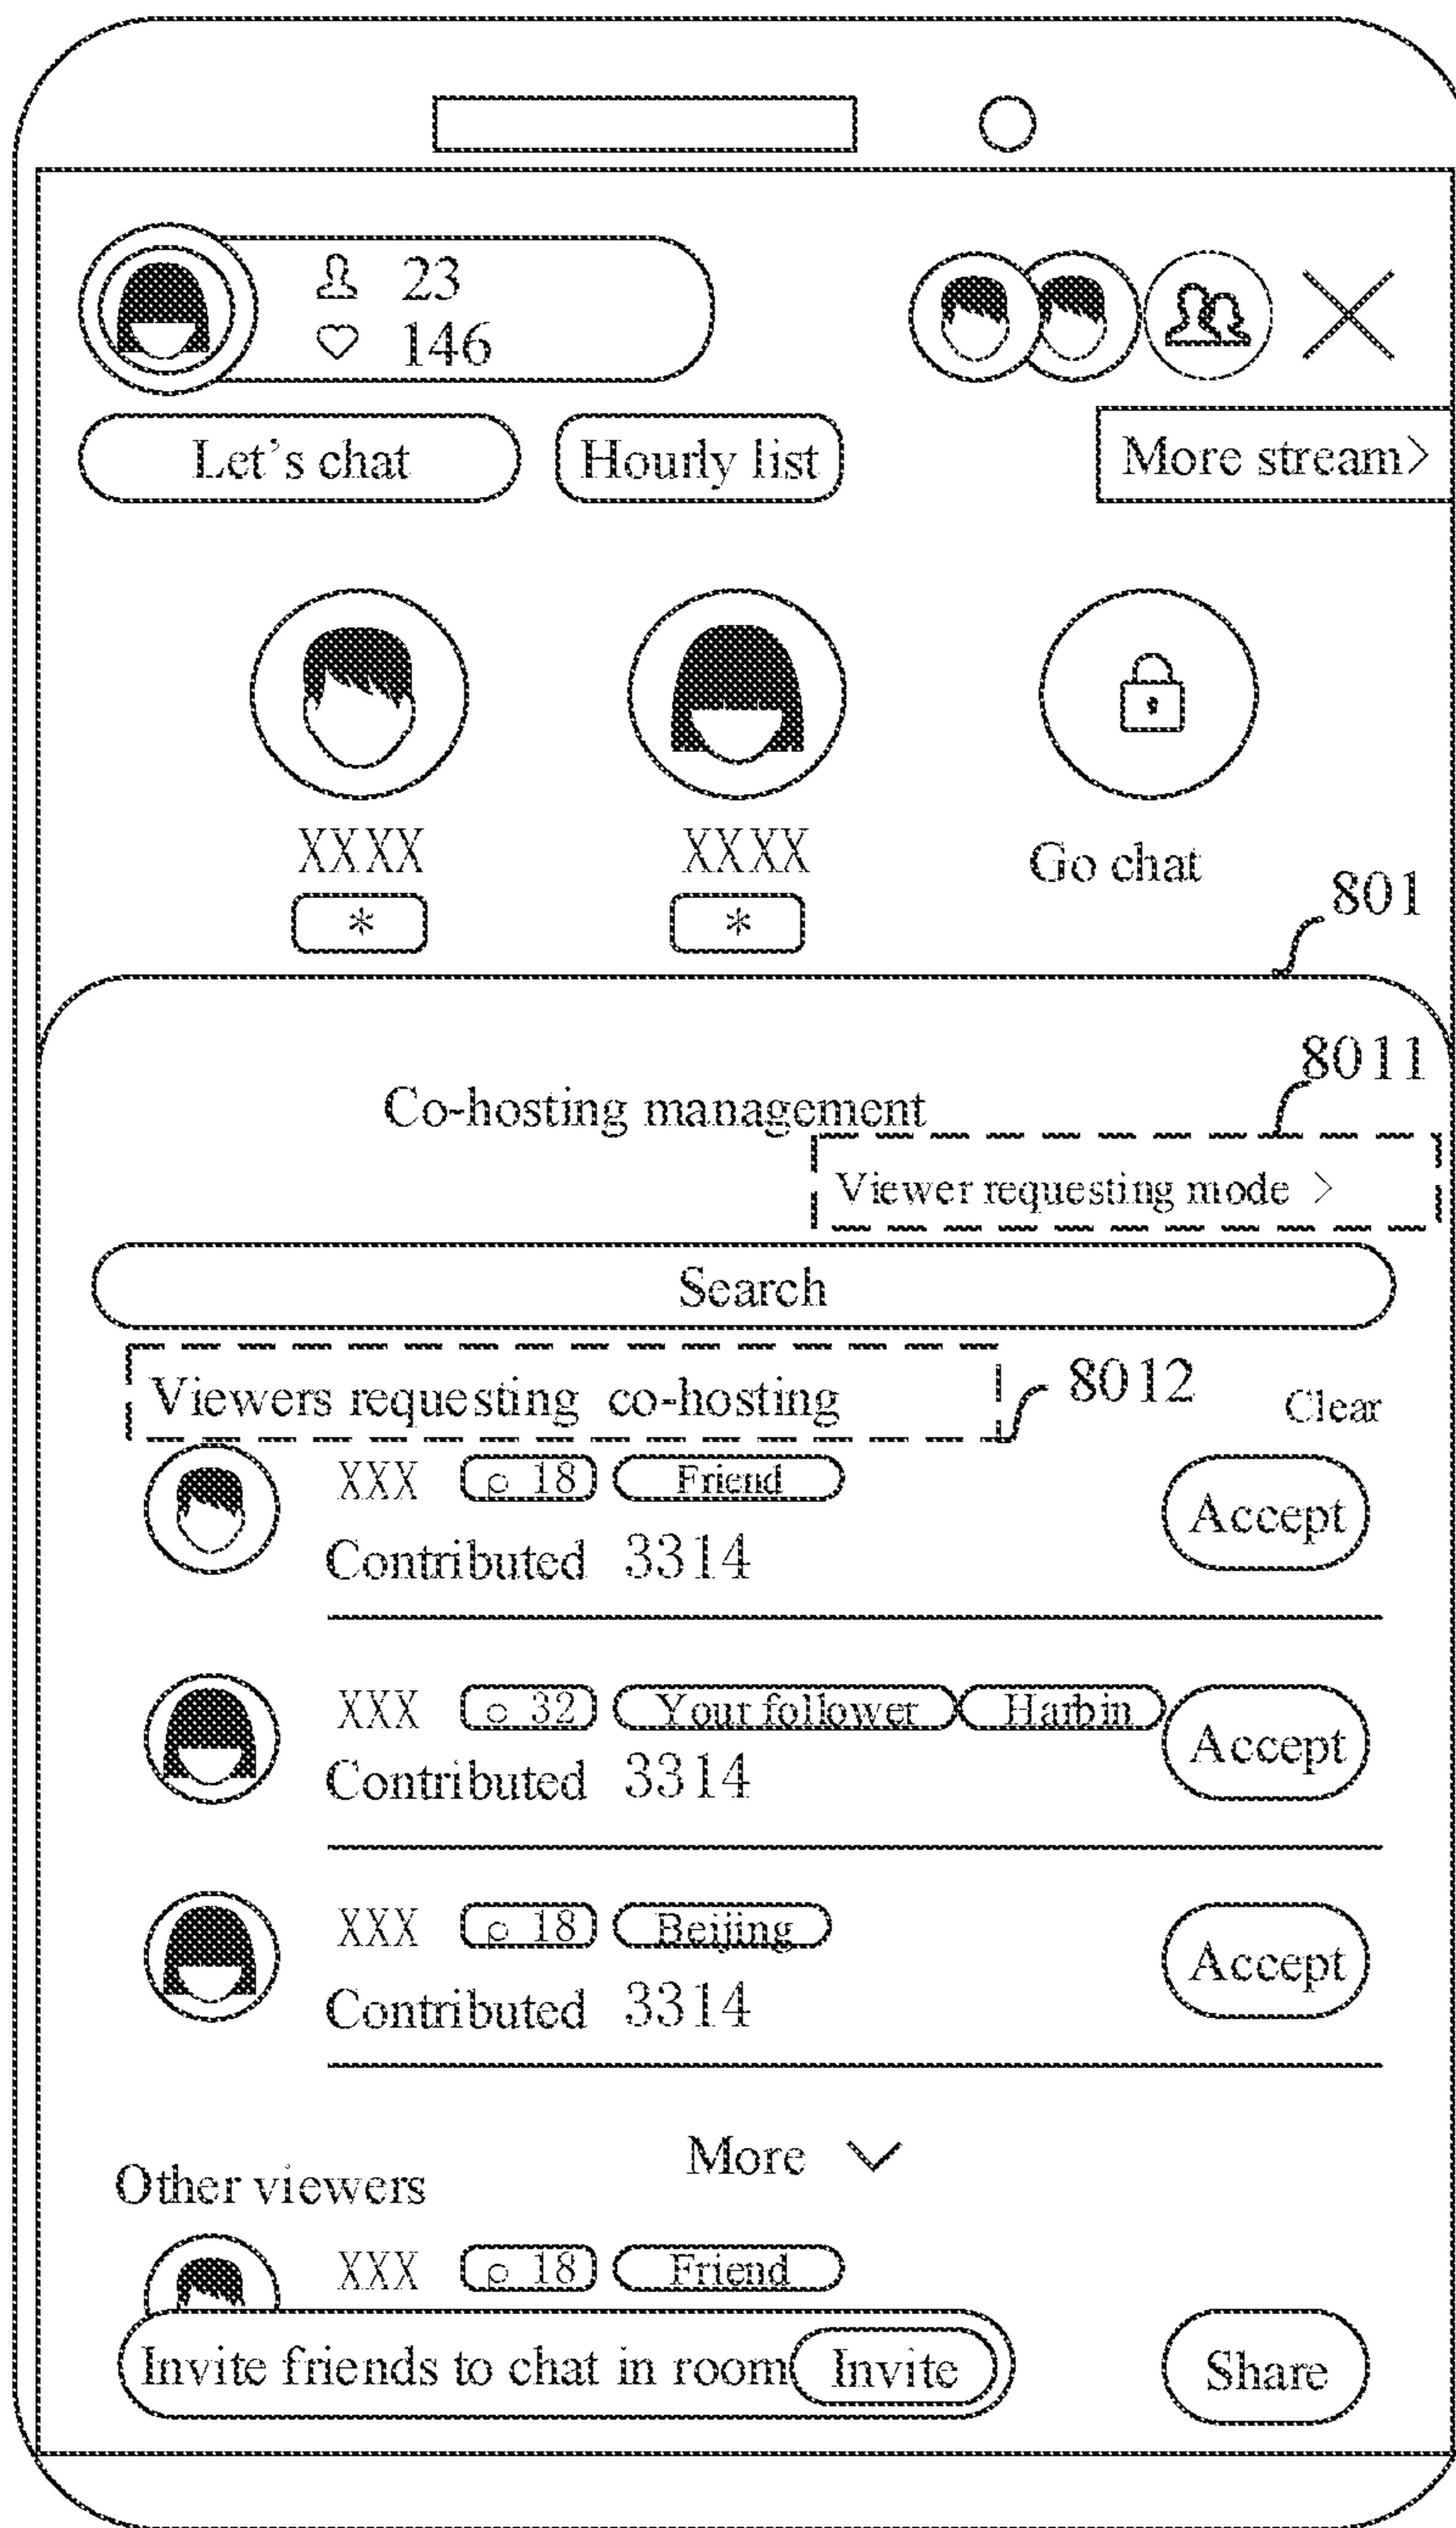 23
146
Let's chat
Hourly list
More stream>
XXXX
XXXX
Go chat
*
*
801
8011
Co-hosting management
Viewer requesting mode >
Search
Viewers requesting co-hosting
8012
Clear
XXX 18 Friend
Accept
Contributed 3314
XXX 32 Your follower Harbin
Accept
Contributed 3314
XXX 18 Beijing
Accept
Contributed 3314
More
Other viewers
XXX 18 Friend
Invite friends to chat in room Invite
Share